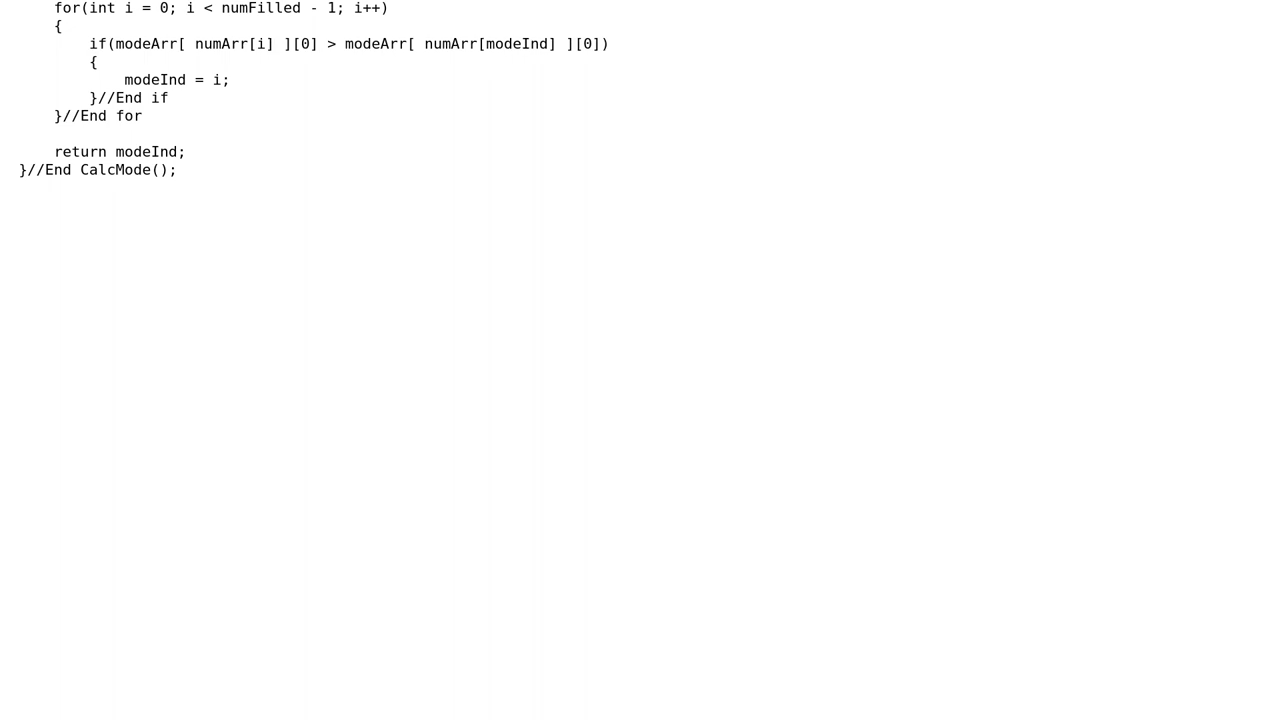 for(int i = 0; i < numFilled - 1; i++)
{
if(modeArr[ numArr[i] ][0] > modeArr[ numArr[modeInd] ][0])
{
modeInd = i;
}//End if
}//End for
return modeInd;
}//End CalcMode();